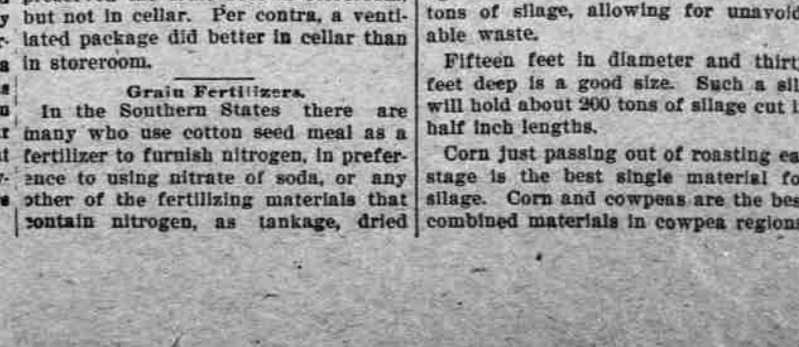 but not in cellar. Per contra, a venti-
lated package did better in cellar than
in storeroom.
Grain Fertilizers.
In the Southern States there are
many who use cotton seed meal as a
fertilizer to furnish nitrogen, in prefer-
ence to using nitrate of soda, or any
other of the fertilizing materials that
contain nitrogen, as tankage, dried
tons of silage, allowing for unavoid
able waste.
Fifteen feet in diameter and thirt
feet deep is a good size. Such a sil
will hold about 200 tons of silage cut i
half inch lengths.
Corn just passing out of roasting ea
stage is the best single material fo
silage. Corn and cowpeas are the bes
combined materials in cowpea regions